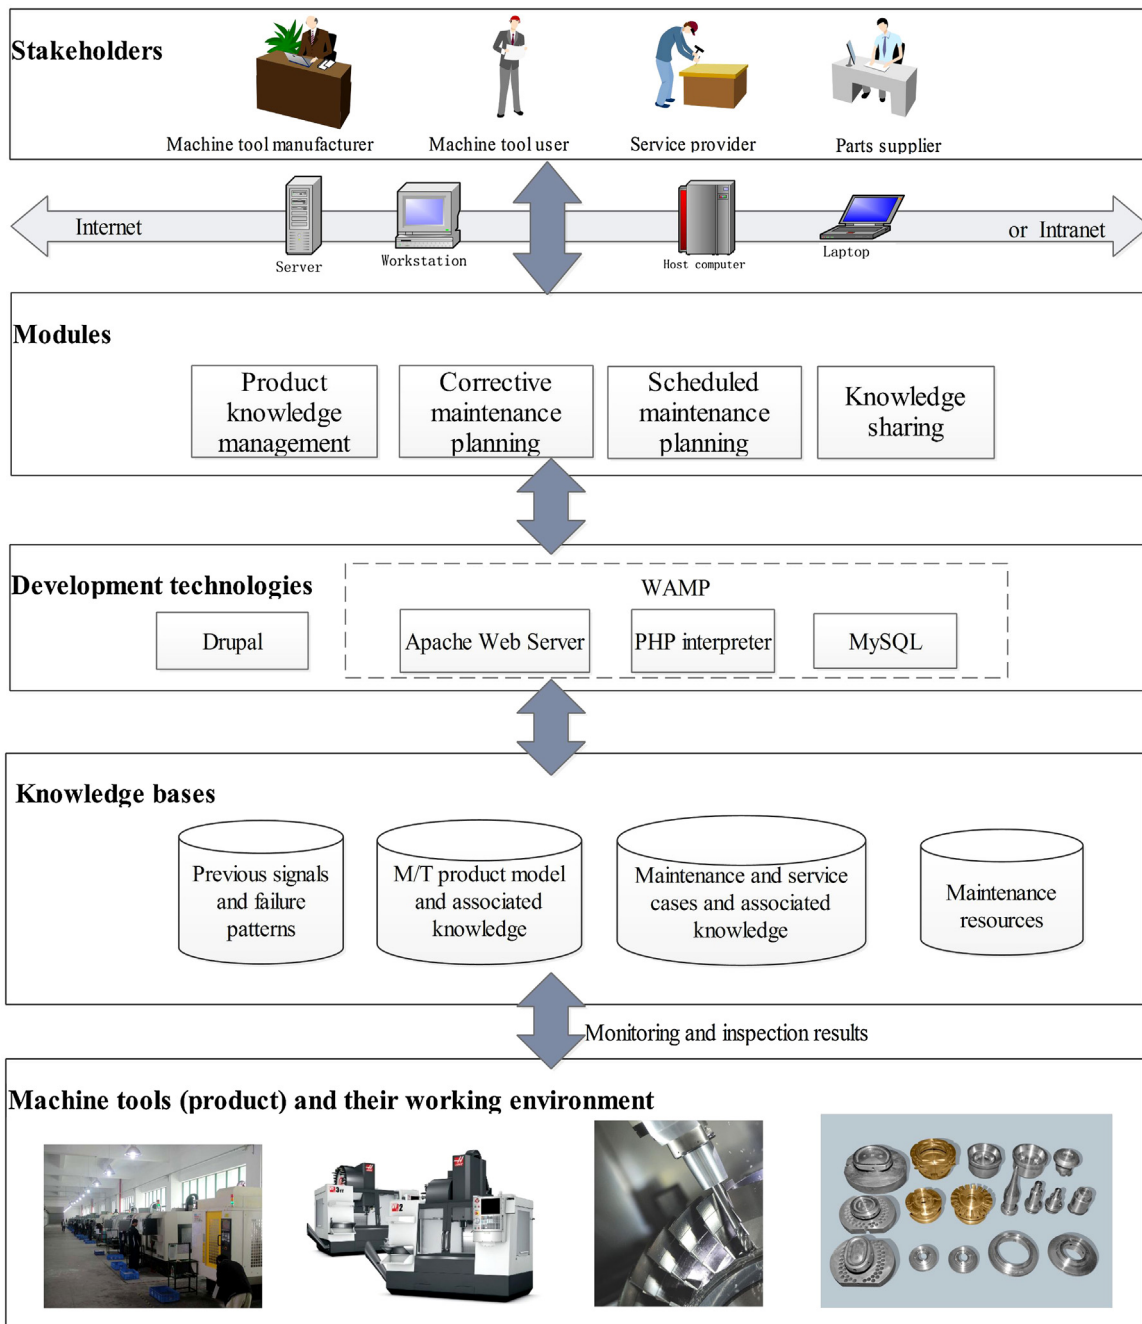 Stakeholders
Machine tool manufacturer
Machine tool user
Service provider
Parts supplier
Internet
Server
Workstation
Host computer
Laptop
or Intranet
Modules
Product
knowledge
management
Corrective
maintenance
planning
Scheduled
maintenance
planning
Knowledge
sharing
Development technologies
WAMP
Drupal
Apache Web Server
PHP interpreter
MySQL
Knowledge bases
Previous signals
and failure
patterns
M/T product model
and associated
knowledge
Maintenance and service
cases and associated
knowledge
Maintenance
resources
Monitoring and inspection results
Machine tools (product) and their working environment